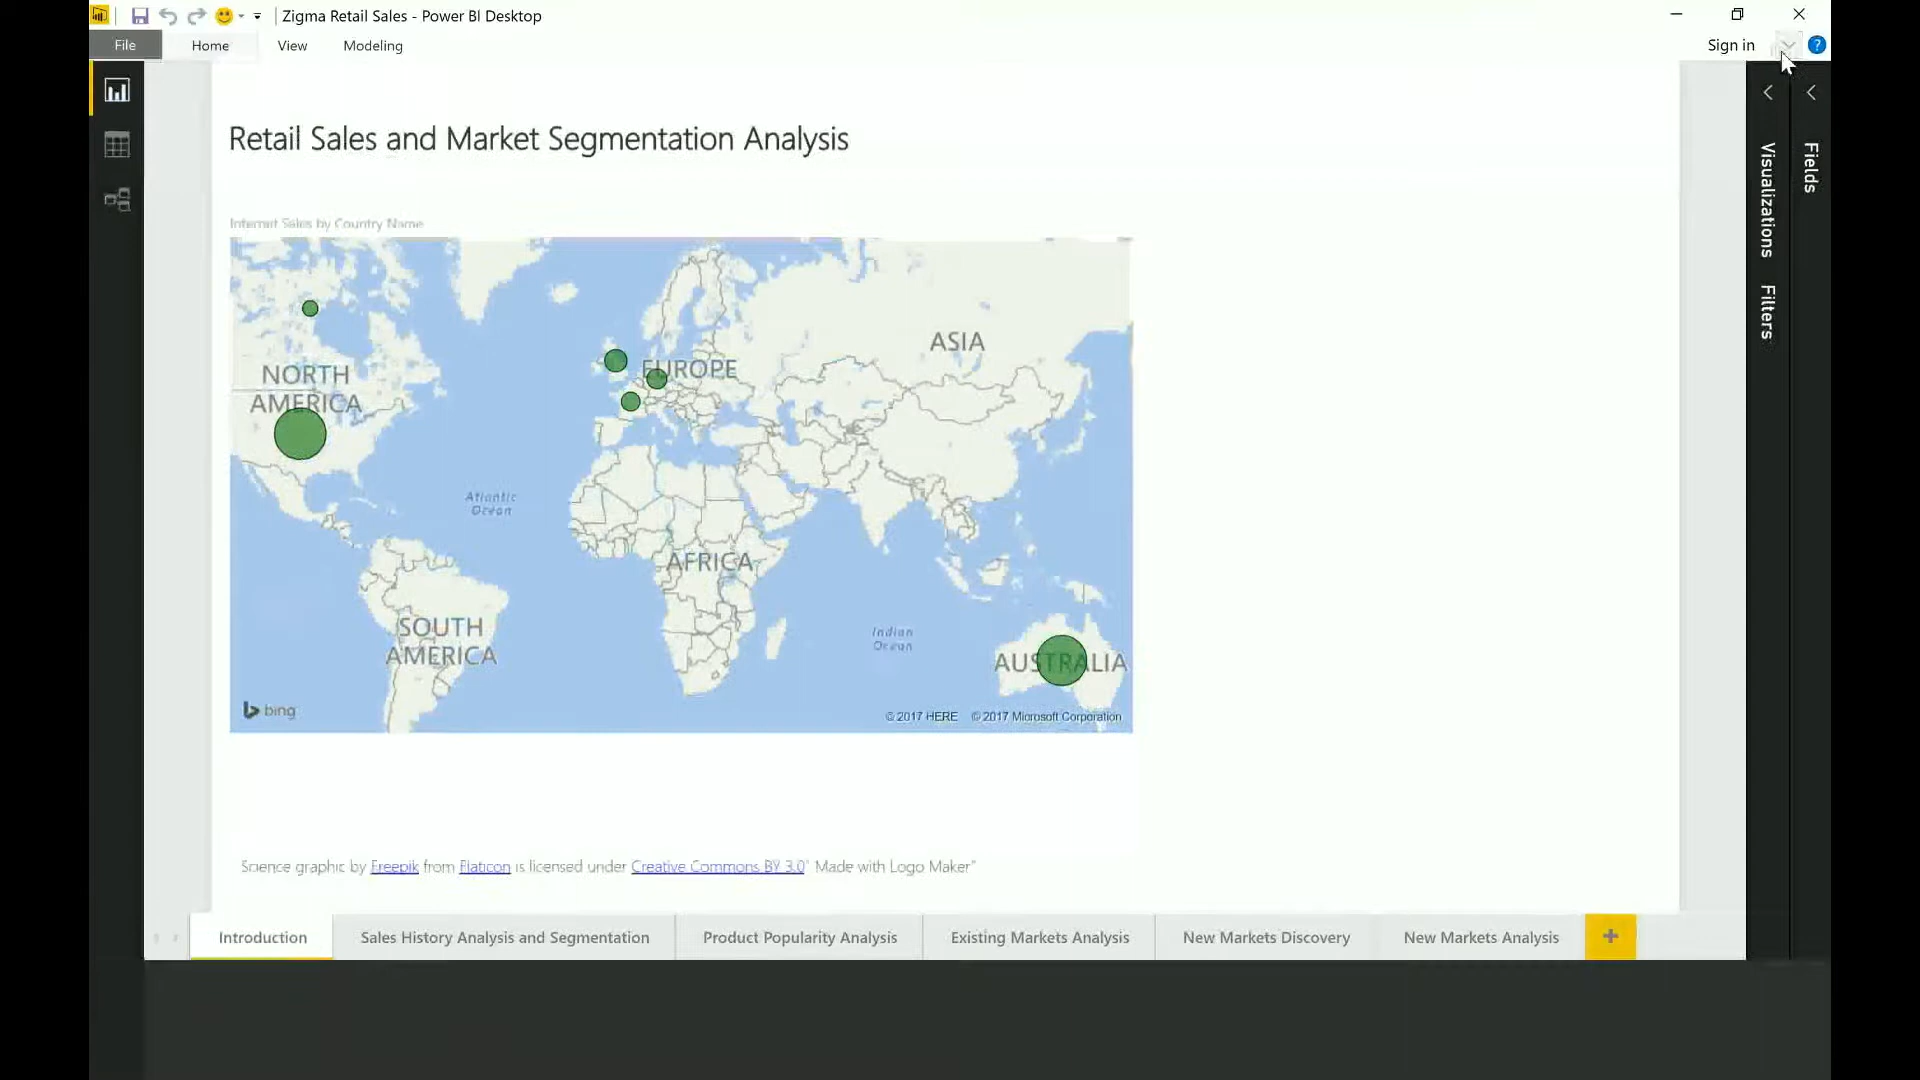 Zigma Retail Sales - Power BI Desktop
File
Home
View
Modeling
Sign in
?
Retail Sales and Market Segmentation Analysis
Internet Sales by Country Name
NORTH
AMERICA
EUROPE
ASIA
Atlantic
Ocean
AFRICA
SOUTH
AMERICA
Indian
Ocean
AUSTRALIA
bing
© 2017 HERE © 2017 Microsoft Corporation
Science graphic by Freepik from Flaticon is licensed under Creative Commons BY 3.0" Made with Logo Maker"
Visualizations
Filters
Fields
Introduction
Sales History Analysis and Segmentation
Product Popularity Analysis
Existing Markets Analysis
New Markets Discovery
New Markets Analysis
+